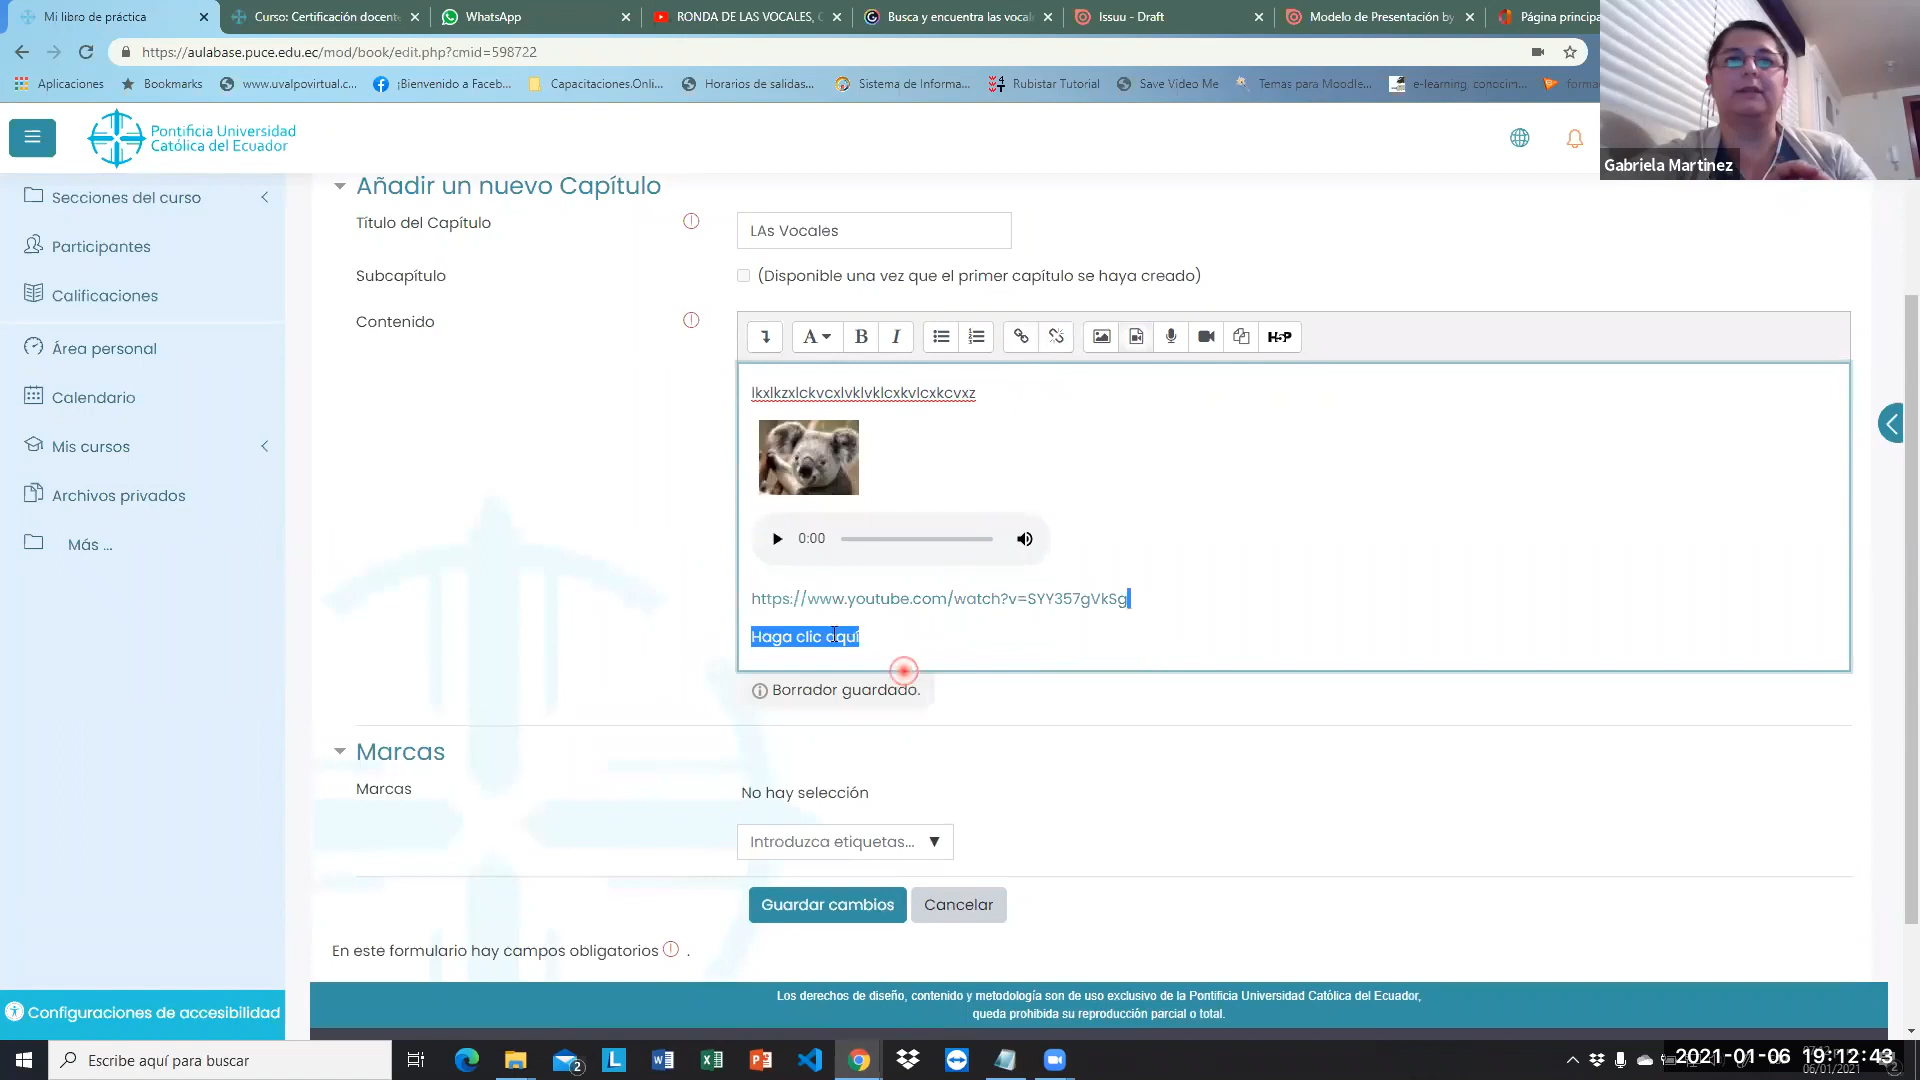 Mi libro de práctica
Curso: Certificación docent
WhatsApp
RONDA DE LAS VOCALES,
Busca y encuentra las voca
Issuu - Draft
Modelo de Presentación by
Página principa
https://aulabase.puce.edu.ec/mod/book/edit.php?cmid=598722
Aplicaciones
Bookmarks
www.uvalpovirtual.c...
¡Bienvenido a Faceb...
Capacitaciones.Onli...
Horarios de salidas...
Sistema de Informa...
Rubistar Tutorial
Save Video Me
Temas para Moodle...
e-learning, conocim...
forma
Pontificia Universidad
Católica del Ecuador
Gabriela Martinez
Secciones del curso
Participantes
Calificaciones
Área personal
Calendario
Mis cursos
Archivos privados
Más ...
Configuraciones de accesibilidad
Añadir un nuevo Capítulo
Título del Capítulo
LAs Vocales
Subcapítulo
(Disponible una vez que el primer capítulo se haya creado)
Contenido
A B I H5P
lkxlkzxlckvcxlvklvklcxkvlcxkcvxz
0:00
https://www.youtube.com/watch?v=SYY357gVkSg
Haga clic aquí
Borrador guardado.
Marcas
Marcas
No hay selección
Introduzca etiquetas...
Guardar cambios
Cancelar
En este formulario hay campos obligatorios .
Los derechos de diseño, contenido y metodología son de uso exclusivo de la Pontificia Universidad Católica del Ecuador,
queda prohibida su reproducción parcial o total.
Escribe aquí para buscar
2021-01-06 19:12:43
06/01/2021